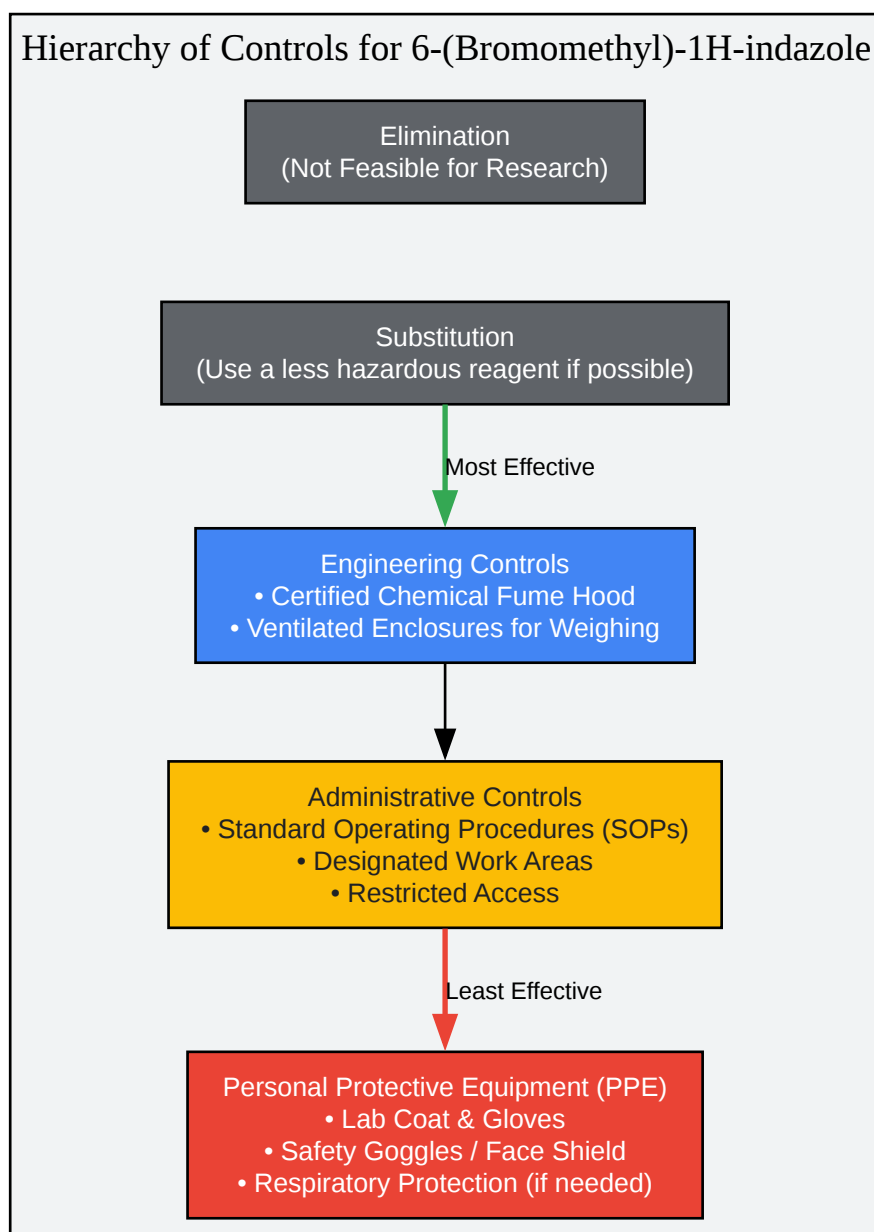 Hierarchy of Controls for 6-(Bromomethyl)-1H-indazole
Elimination
(Not Feasible for Research)
Substitution
(Use a less hazardous reagent if possible)
Most Effective
Engineering Controls
• Certified Chemical Fume Hood
• Ventilated Enclosures for Weighing
Administrative Controls
• Standard Operating Procedures (SOPs)
• Designated Work Areas
• Restricted Access
Least Effective
Personal Protective Equipment (PPE)
• Lab Coat & Gloves
• Safety Goggles / Face Shield
• Respiratory Protection (if needed)